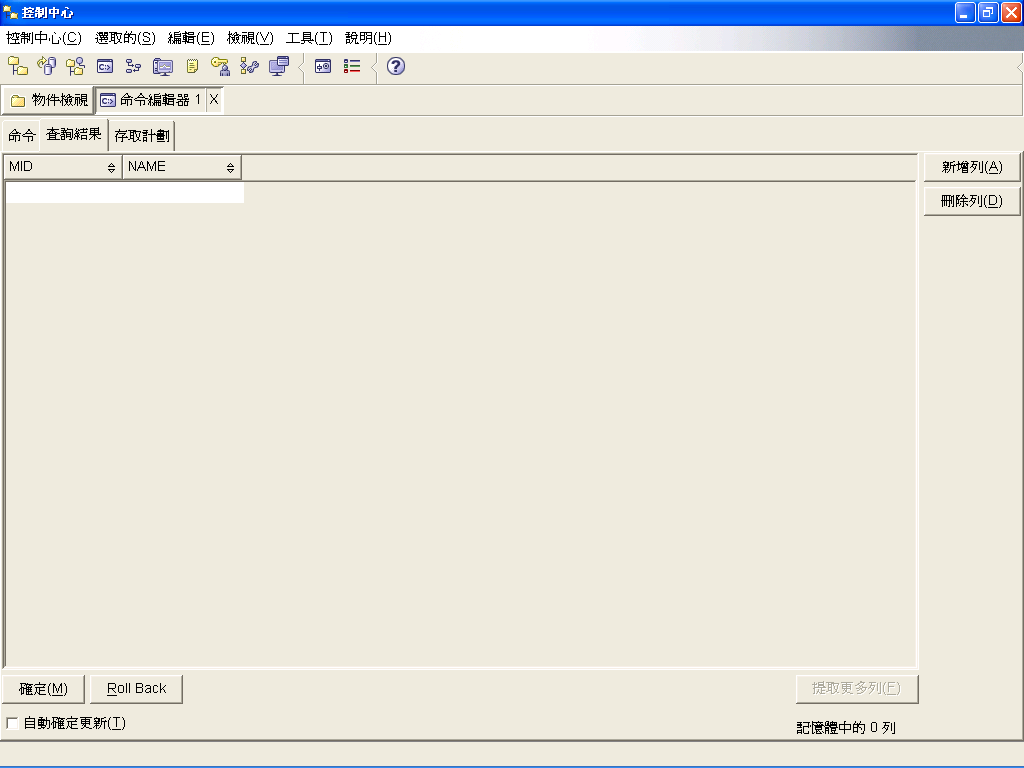 控制中心
控制中心(C) 選取的(S) 編輯(E) 檢視(V) 工具(T) 說明(H)
物件檢視 命令編輯器 1 X
命令 查詢結果 存取計劃
MID NAME
新增列(A)
刪除列(D)
確定(M) Roll Back 提取更多列(F)
自動確定更新(T)
記憶體中的 0 列